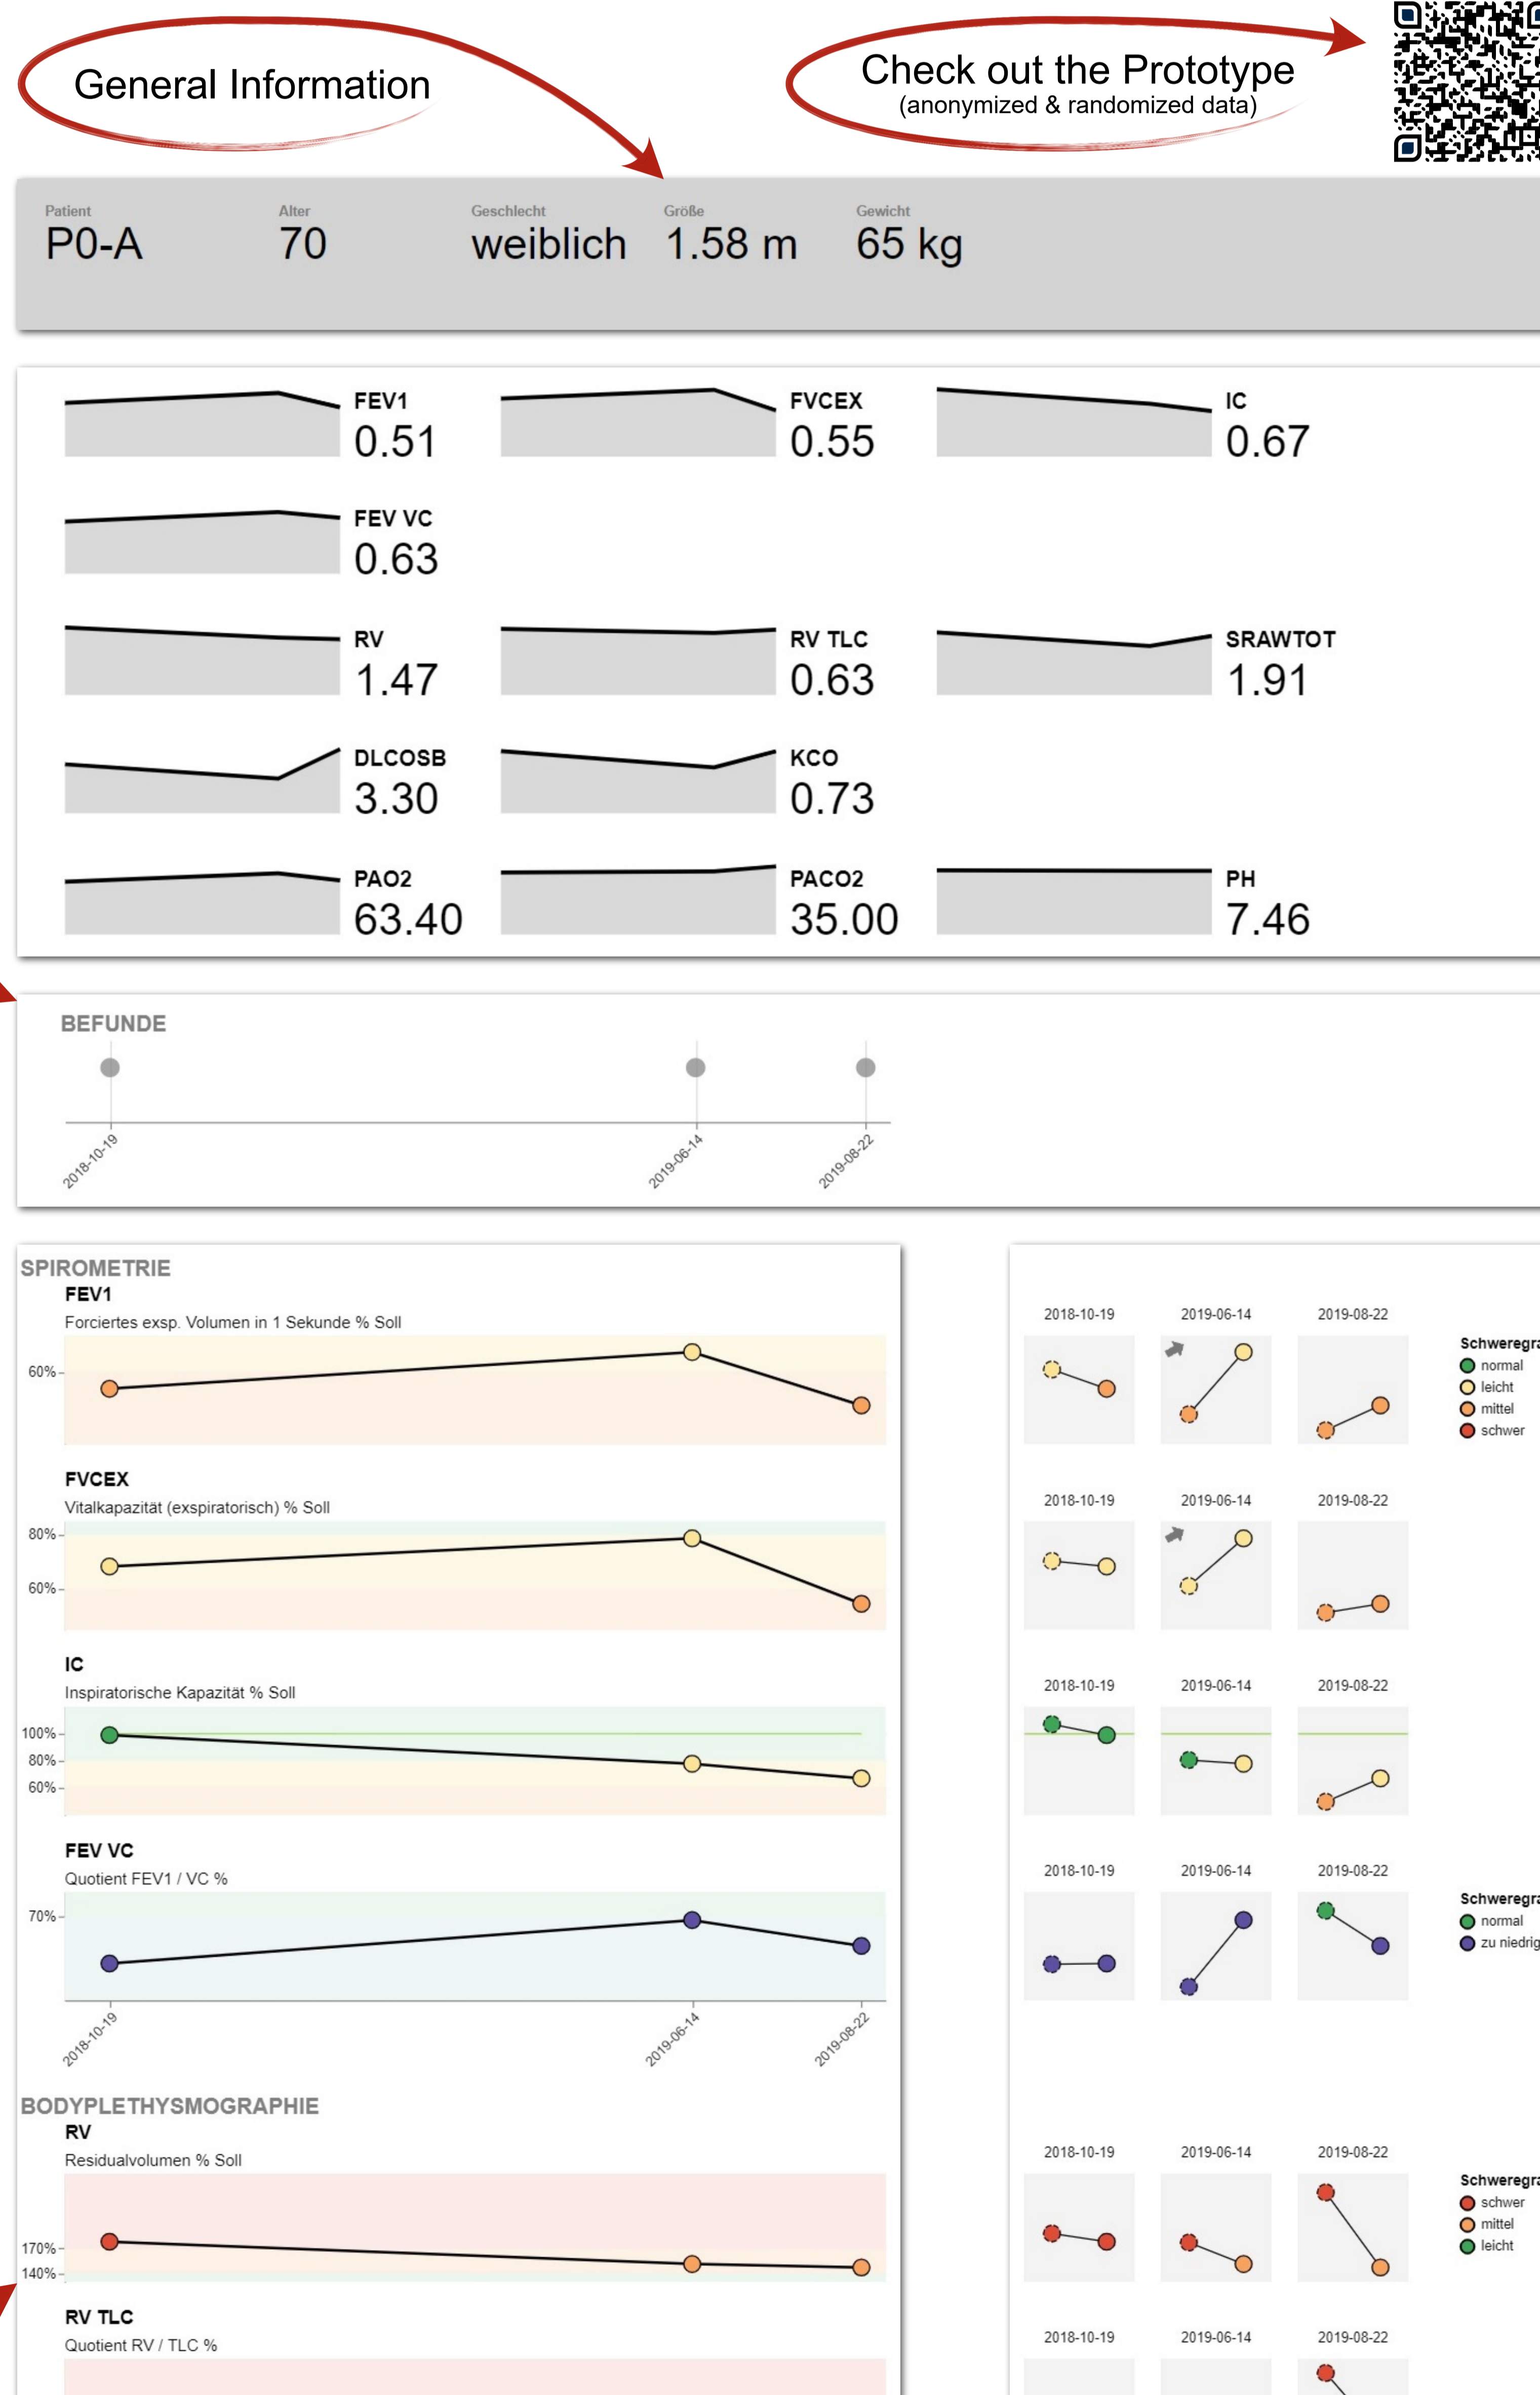 General Information
Check out the Prototype
(anonymized & randomized data)
Patient Alter Geschlecht Größe Gewicht
P0-A 70 weiblich 1.58 m 65 kg
FEV1 FVCEX IC
0.51 0.55 0.67
FEV VC
0.63
RV RV TLC SRAWTOT
1.47 0.63 1.91
DLCOSB KCO
3.30 0.73
PAO2 PACO2 PH
63.40 35.00 7.46
BEFUNDE
2018-10-19 2019-06-14 2019-08-22
SPIROMETRIE
FEV1
Forciertes exsp. Volumen in 1 Sekunde % Soll
60%
2018-10-19 2019-06-14 2019-08-22
Schweregra
normal
leicht
mittel
schwer
FVCEX
Vitalkapazität (exspiratorisch) % Soll
80%
60%
2018-10-19 2019-06-14 2019-08-22
IC
Inspiratorische Kapazität % Soll
100%
80%
60%
2018-10-19 2019-06-14 2019-08-22
FEV VC
Quotient FEV1 / VC %
70%
2018-10-19 2019-06-14 2019-08-22
2018-10-19 2019-06-14 2019-08-22
Schweregra
normal
zu niedrig
BODYPLETHYSMOGRAPHIE
RV
Residualvolumen % Soll
170%
140%
2018-10-19 2019-06-14 2019-08-22
Schweregra
schwer
mittel
leicht
RV TLC
Quotient RV / TLC %
2018-10-19 2019-06-14 2019-08-22